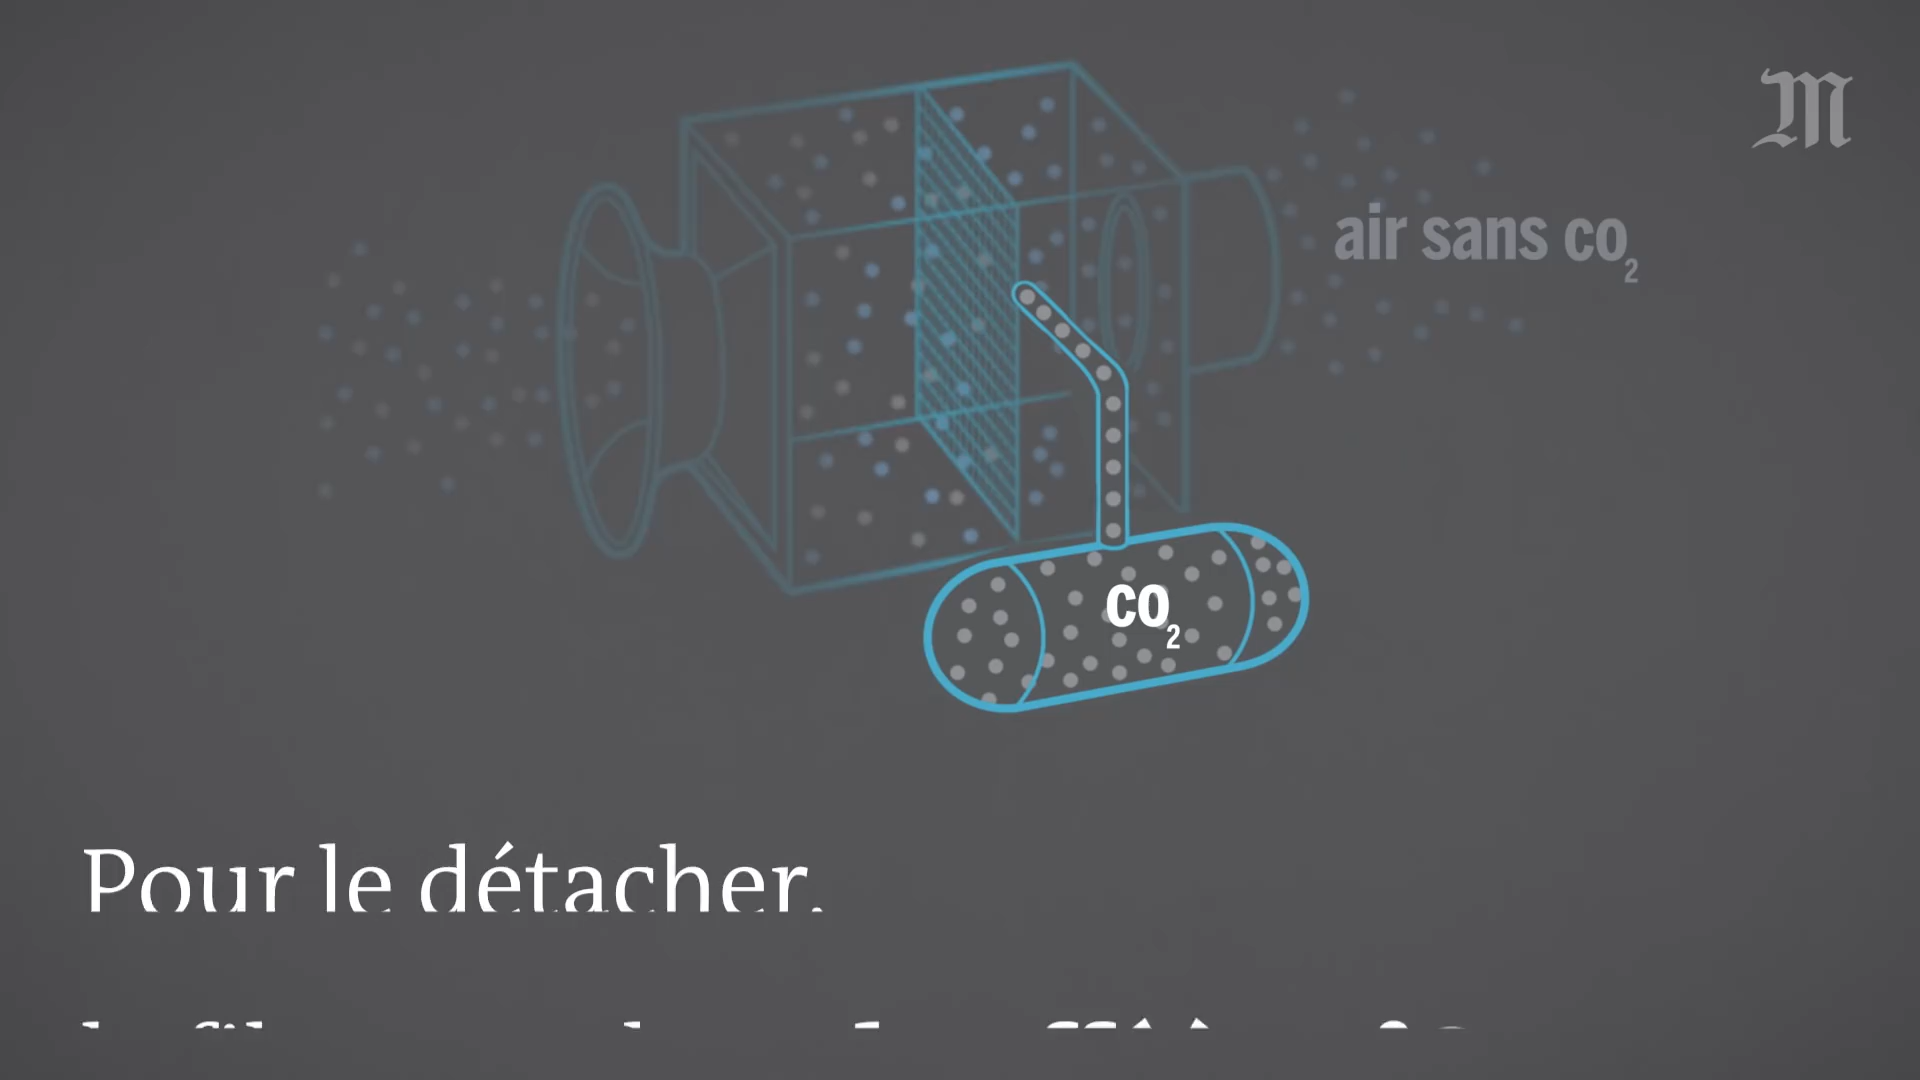 air sans co₂
co₂
Pour le détacher,